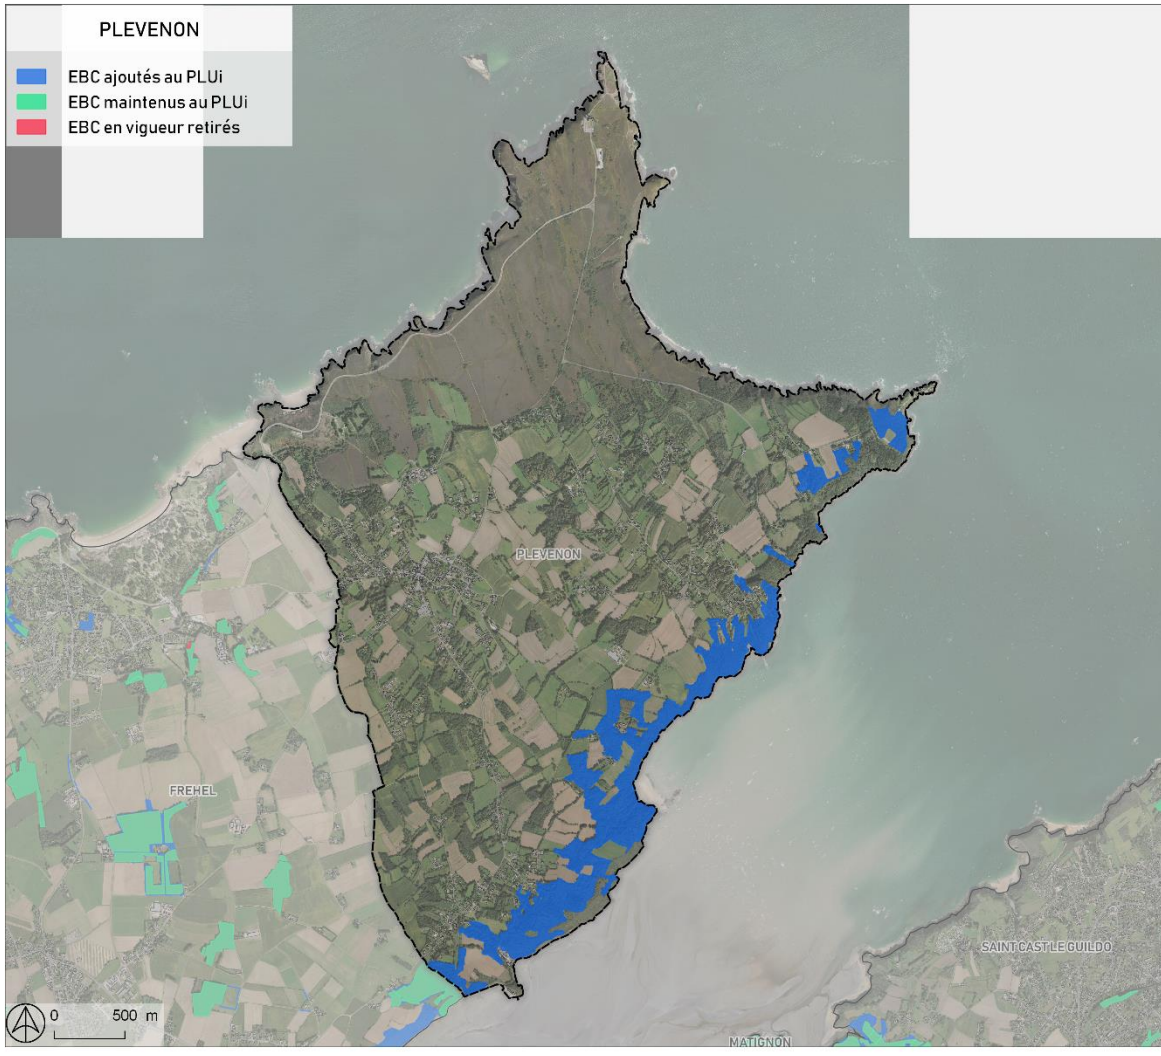 PLEVENON
EBC ajoutés au PLUi
EBC maintenus au PLUi
EBC en vigueur retirés
PLEVENON
FREHEL
SAINT CAST LE GUILDO
0 500 m
MATIGNON